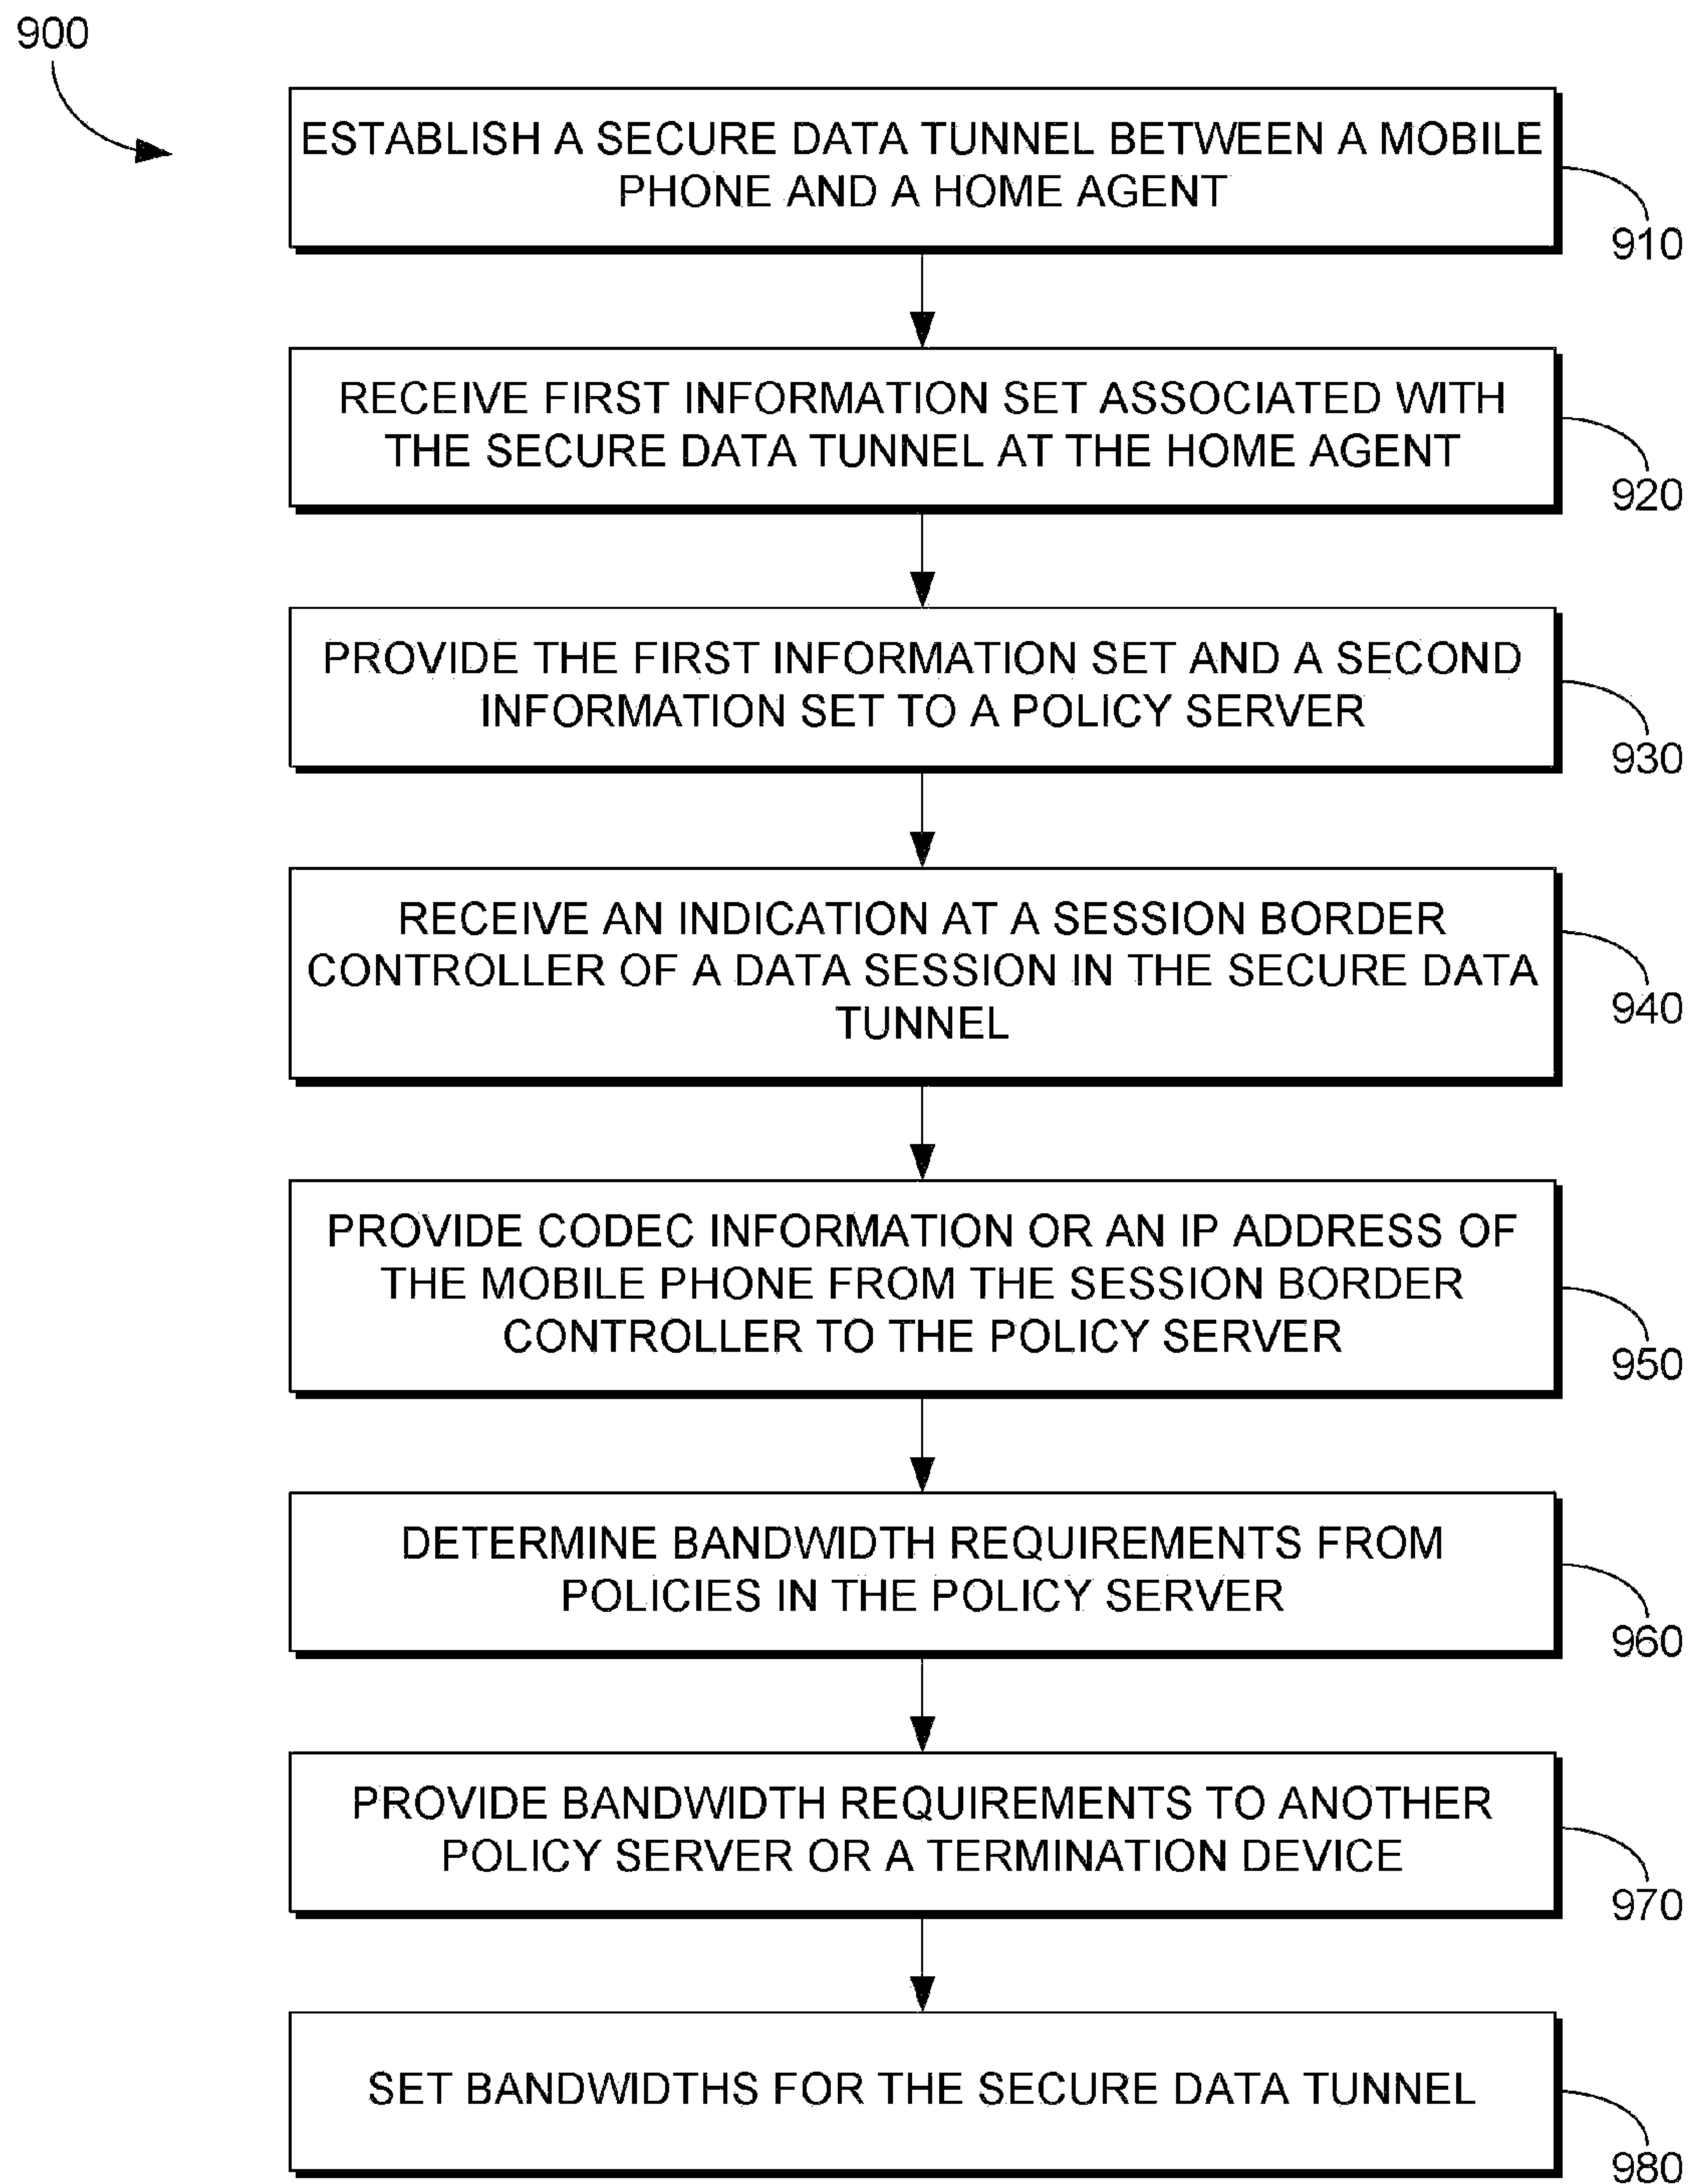 900
ESTABLISH A SECURE DATA TUNNEL BETWEEN A MOBILE
PHONE AND A HOME AGENT
910
RECEIVE FIRST INFORMATION SET ASSOCIATED WITH
THE SECURE DATA TUNNEL AT THE HOME AGENT
920
PROVIDE THE FIRST INFORMATION SET AND A SECOND
INFORMATION SET TO A POLICY SERVER
930
RECEIVE AN INDICATION AT A SESSION BORDER
CONTROLLER OF A DATA SESSION IN THE SECURE DATA
TUNNEL
940
PROVIDE CODEC INFORMATION OR AN IP ADDRESS OF
THE MOBILE PHONE FROM THE SESSION BORDER
CONTROLLER TO THE POLICY SERVER
950
DETERMINE BANDWIDTH REQUIREMENTS FROM
POLICIES IN THE POLICY SERVER
960
PROVIDE BANDWIDTH REQUIREMENTS TO ANOTHER
POLICY SERVER OR A TERMINATION DEVICE
970
SET BANDWIDTHS FOR THE SECURE DATA TUNNEL
980